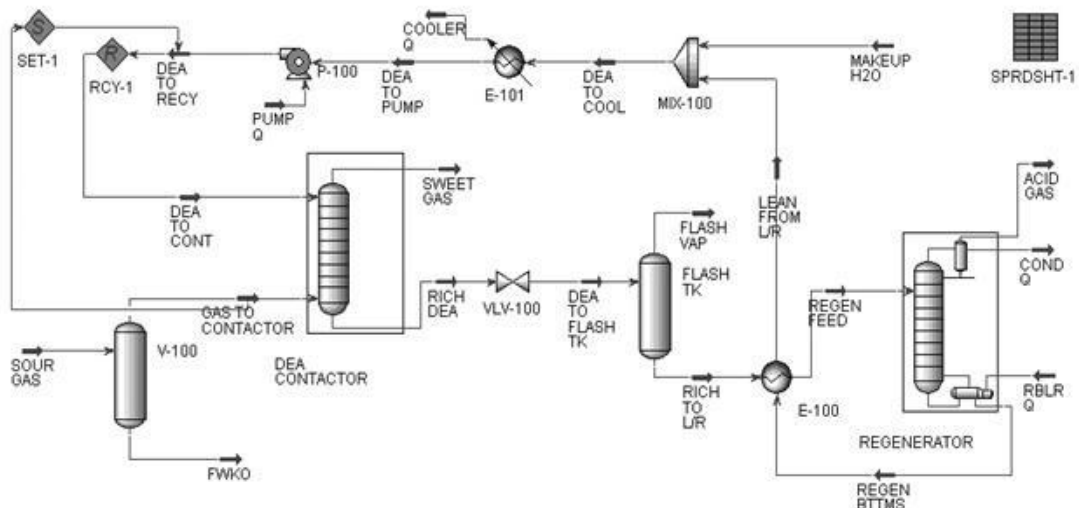 S
SET-1
R
RCY-1
DEA
TO
RECY
PUMP
Q
P-100
COOLER
Q
DEA
TO
PUMP
E-101
DEA
TO
COOL
MIX-100
MAKEUP
H2O
SPRDSHT-1
DEA
TO
CONT
SWEET
GAS
GAS TO
CONTACTOR
SOUR
GAS
V-100
FWKO
DEA
CONTACTOR
RICH
DEA
VLV-100
DEA
TO
FLASH
TK
FLASH
VAP
FLASH
TK
RICH
TO
L/R
LEAN
FROM
L/R
E-100
REGEN
FEED
ACID
GAS
COND
Q
RBLR
Q
REGENERATOR
REGEN
BTTMS